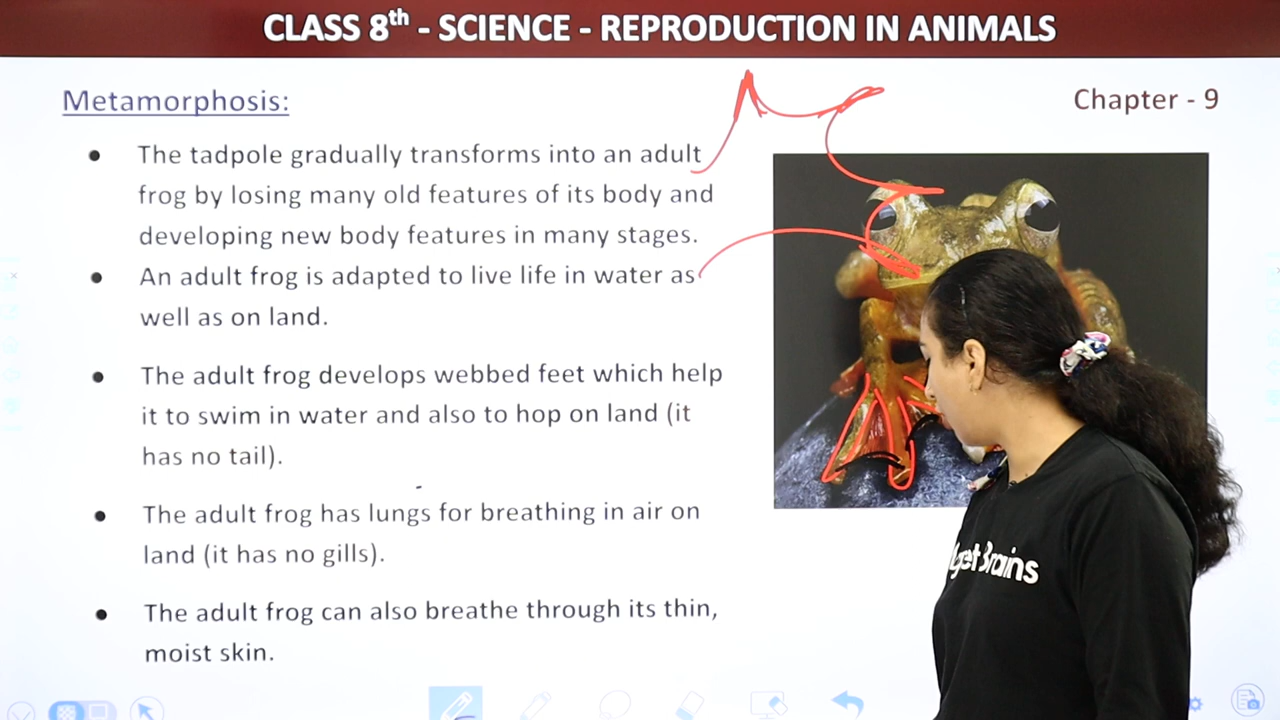 CLASS 8th - SCIENCE - REPRODUCTION IN ANIMALS
Metamorphosis:
Chapter - 9
• The tadpole gradually transforms into an adult
frog by losing many old features of its body and
developing new body features in many stages.
• An adult frog is adapted to live life in water as
well as on land.
• The adult frog develops webbed feet which help
it to swim in water and also to hop on land (it
has no tail).
• The adult frog has lungs for breathing in air on
land (it has no gills).
• The adult frog can also breathe through its thin,
moist skin.
get Brains